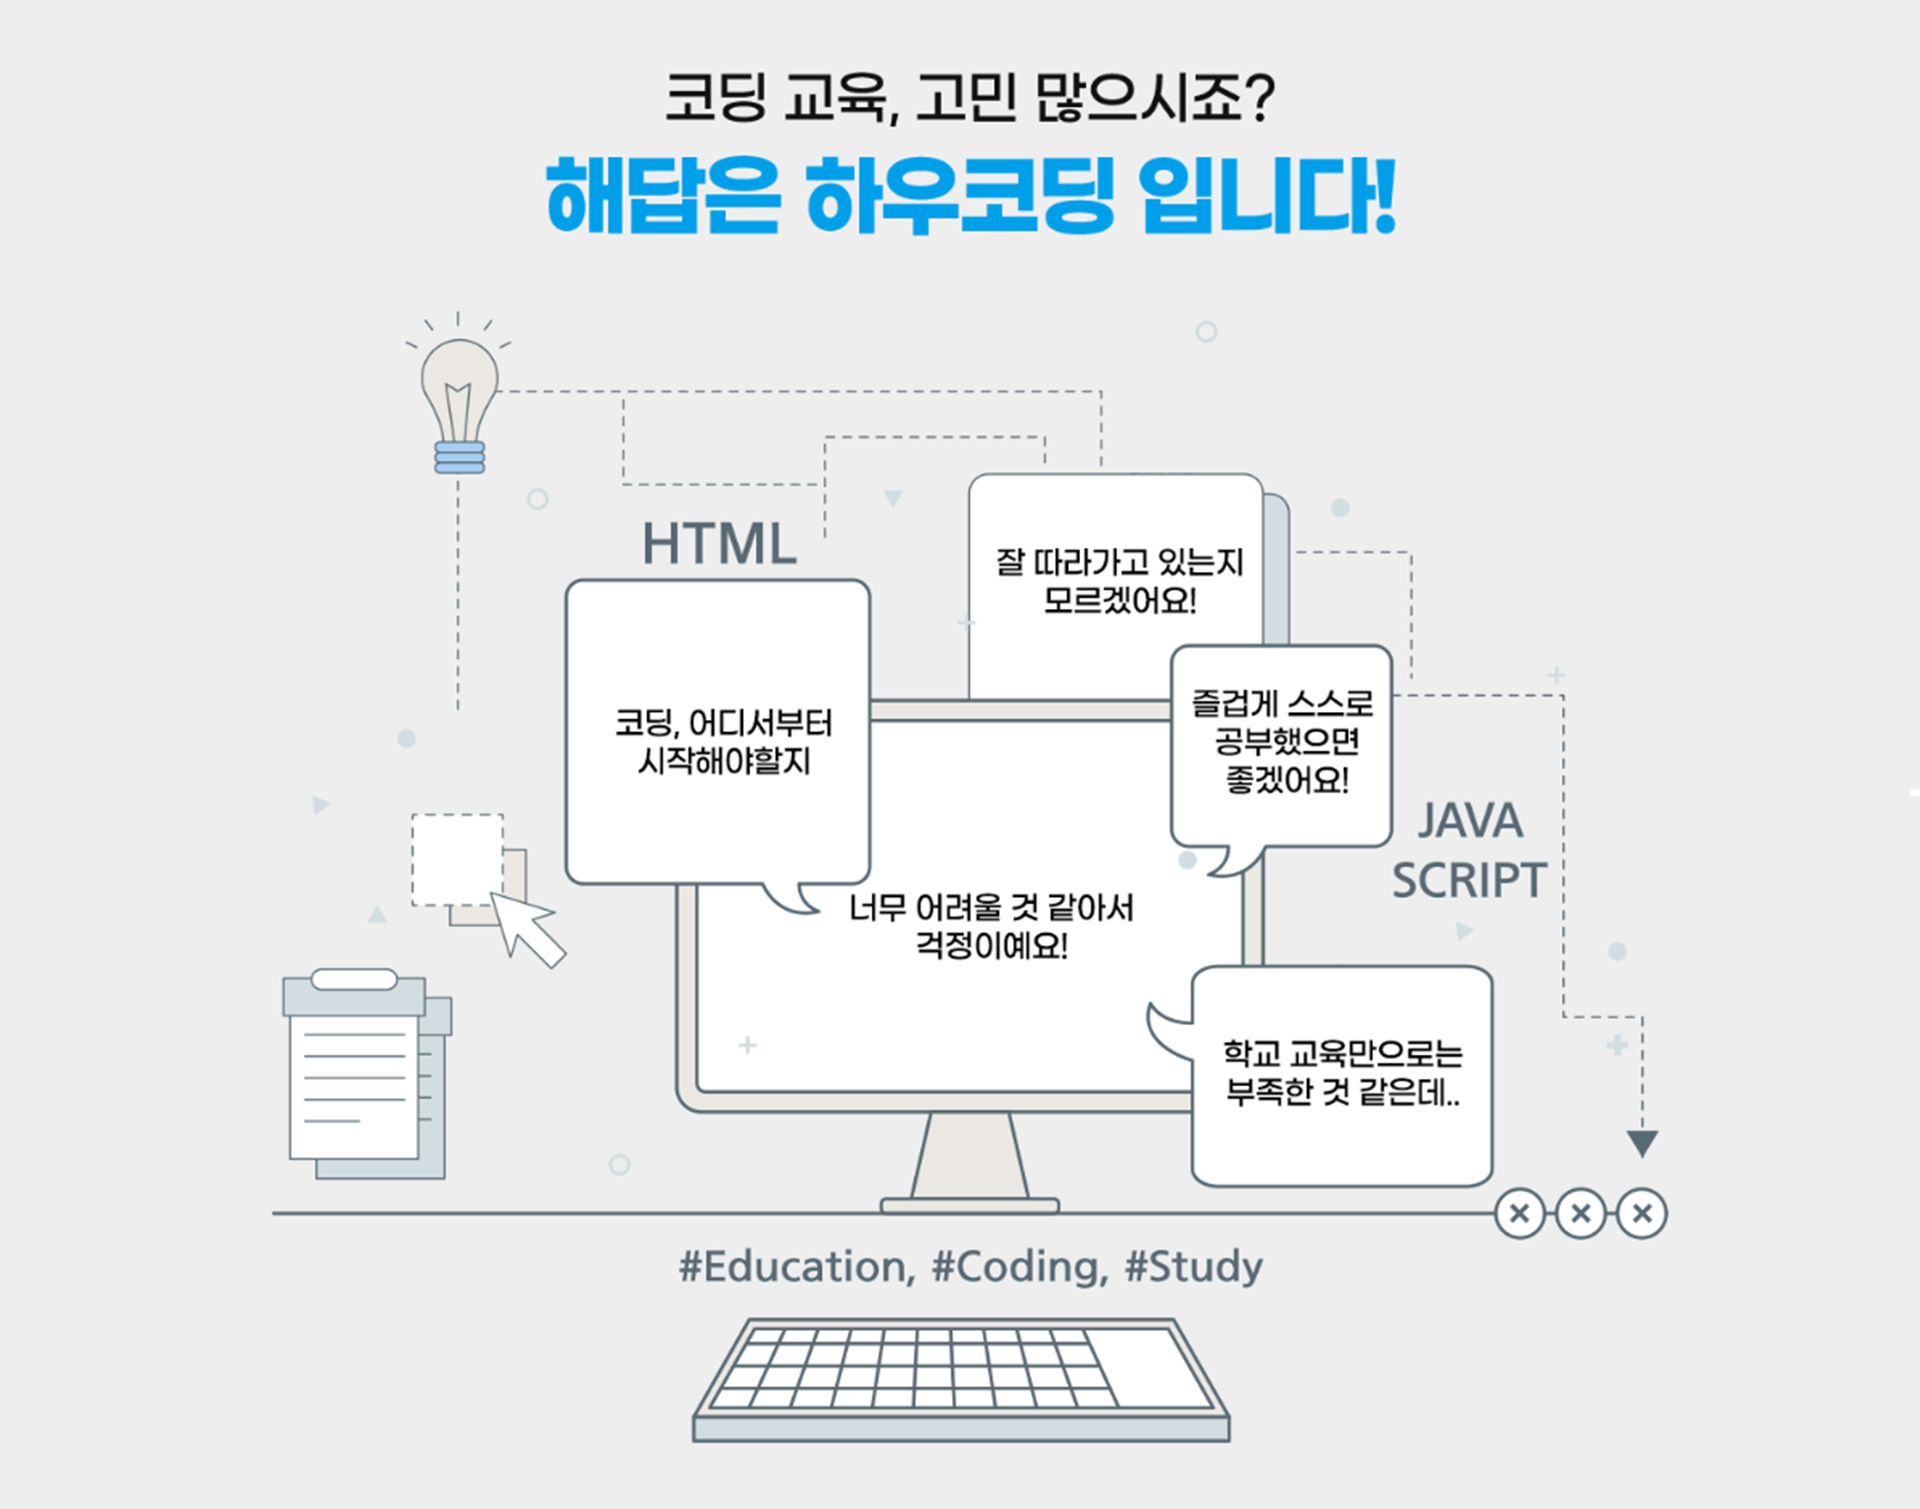 코딩 교육, 고민 많으시죠?
해답은 하우코딩 입니다!
HTML
잘 따라가고 있는지
모르겠어요!
코딩, 어디서부터
시작해야할지
즐겁게 스스로
공부했으면
좋겠어요!
JAVA
SCRIPT
너무 어려울 것 같아서
걱정이예요!
학교 교육만으로는
부족한 것 같은데..
#Education, #Coding, #Study